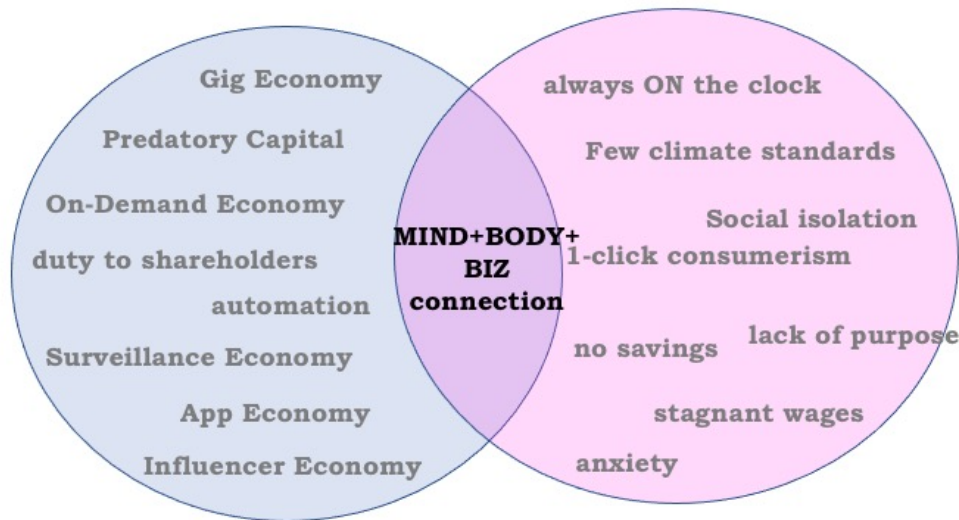 Gig Economy
Predatory Capital
On-Demand Economy
duty to shareholders
automation
Surveillance Economy
App Economy
Influencer Economy
MIND+BODY+
BIZ
connection
always ON the clock
Few climate standards
Social isolation
1-click consumerism
lack of purpose
no savings
stagnant wages
anxiety